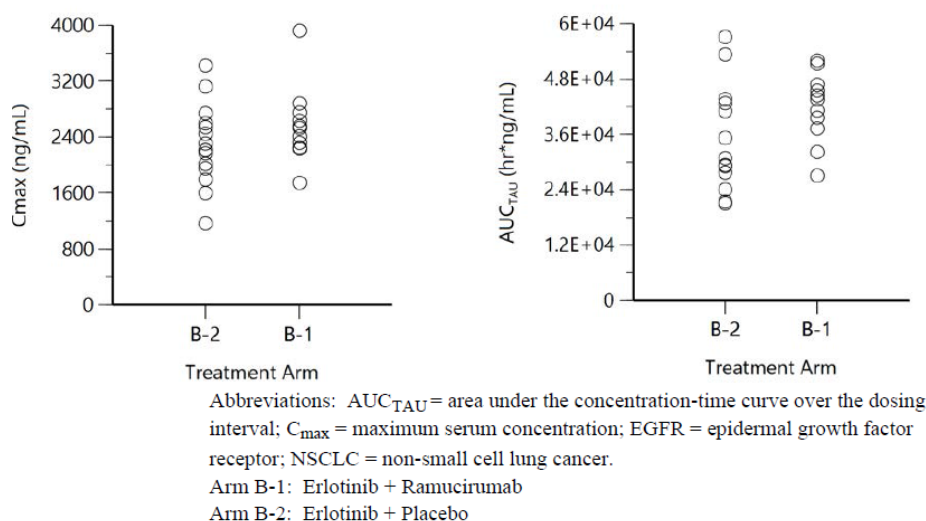 Cmax (ng/mL)
4000
3200
2400
1600
800
0
B-2
B-1
Treatment Arm
AUCTAU (hr*ng/mL)
6E+04
4.8E+04
3.6E+04
2.4E+04
1.2E+04
0
B-2
B-1
Treatment Arm
Abbreviations: AUCTAU = area under the concentration-time curve over the dosing
interval; Cmax = maximum serum concentration; EGFR = epidermal growth factor
receptor; NSCLC = non-small cell lung cancer.
Arm B-1: Erlotinib + Ramucirumab
Arm B-2: Erlotinib + Placebo